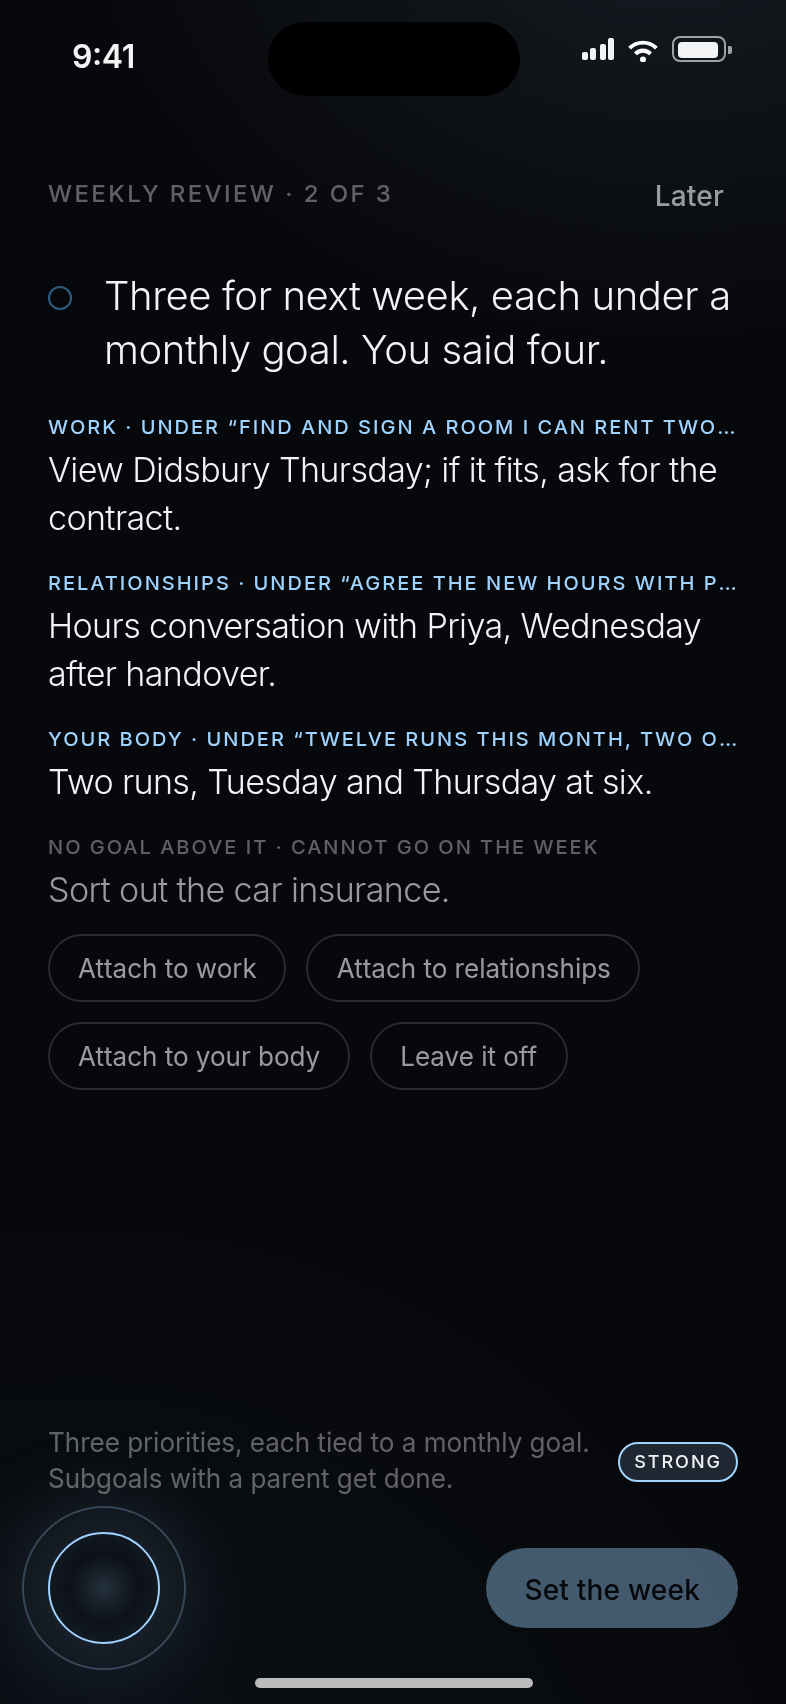 9:41
WEEKLY REVIEW · 2 OF 3
Later
Three for next week, each under a
monthly goal. You said four.
WORK · UNDER “FIND AND SIGN A ROOM I CAN RENT TWO…
View Didsbury Thursday; if it fits, ask for the
contract.
RELATIONSHIPS · UNDER “AGREE THE NEW HOURS WITH P…
Hours conversation with Priya, Wednesday
after handover.
YOUR BODY · UNDER “TWELVE RUNS THIS MONTH, TWO O…
Two runs, Tuesday and Thursday at six.
NO GOAL ABOVE IT · CANNOT GO ON THE WEEK
Sort out the car insurance.
Attach to work
Attach to relationships
Attach to your body
Leave it off
Three priorities, each tied to a monthly goal.
Subgoals with a parent get done.
STRONG
Set the week